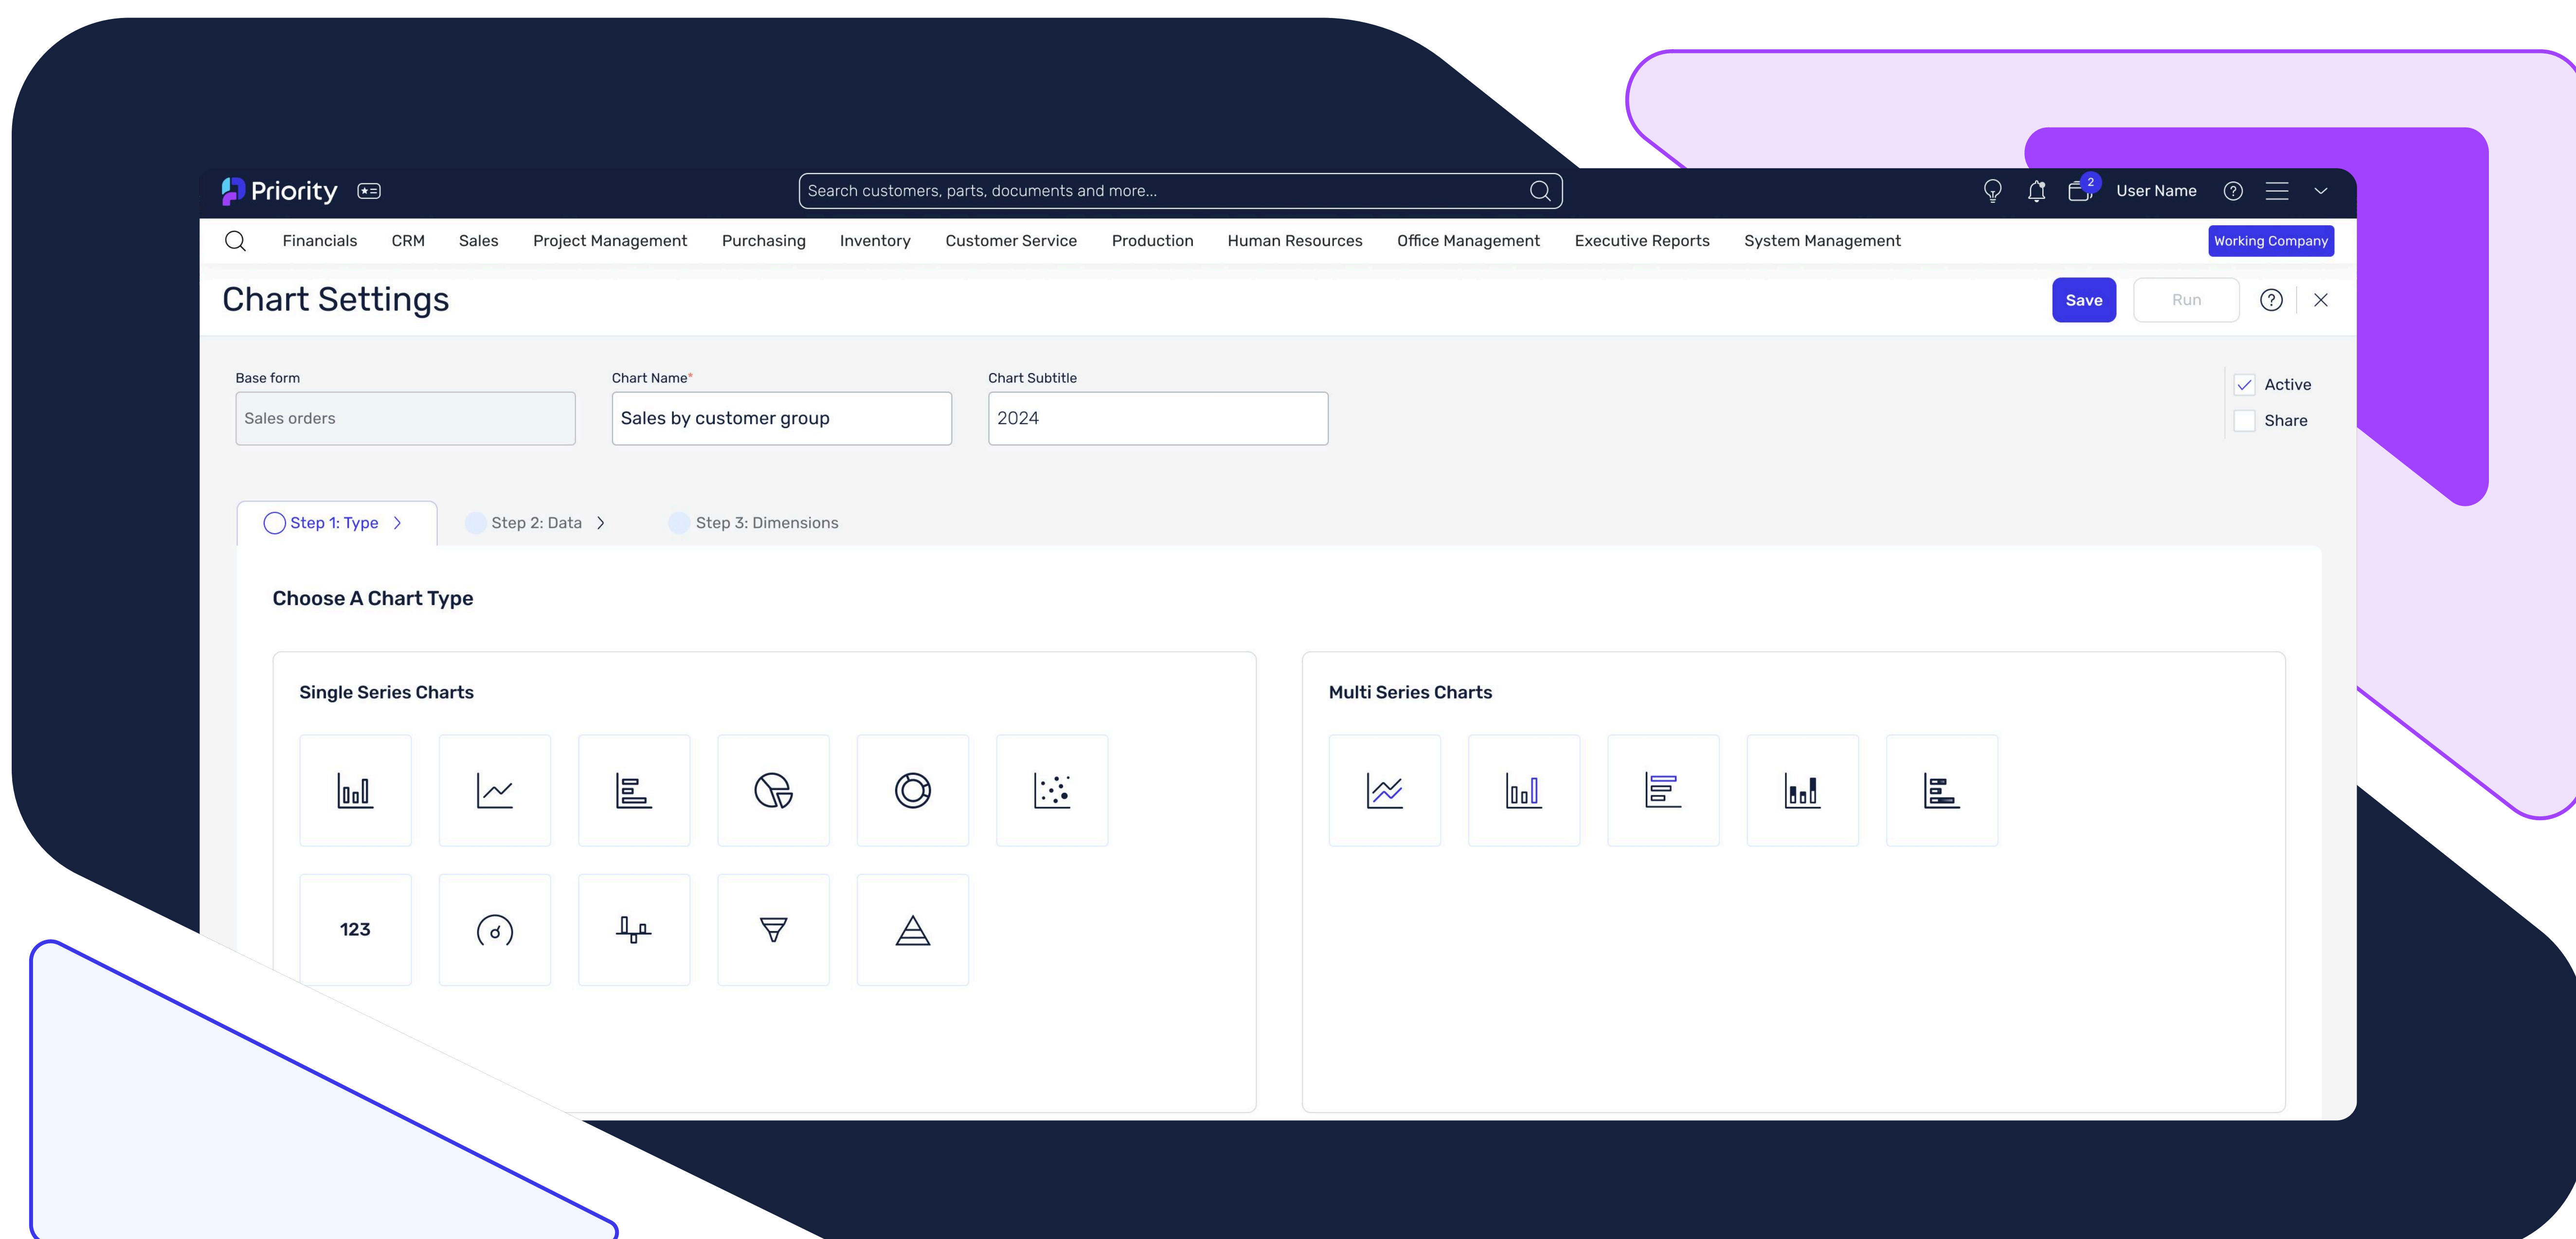 Priority
Search customers, parts, documents and more...
2
User Name
Financials CRM Sales Project Management Purchasing Inventory Customer Service Production Human Resources Office Management Executive Reports System Management
Working Company
Chart Settings
Save
Run
Base form
Chart Name*
Chart Subtitle
Sales orders
Sales by customer group
2024
Active
Share
Step 1: Type
Step 2: Data
Step 3: Dimensions
Choose A Chart Type
Single Series Charts
Multi Series Charts
123